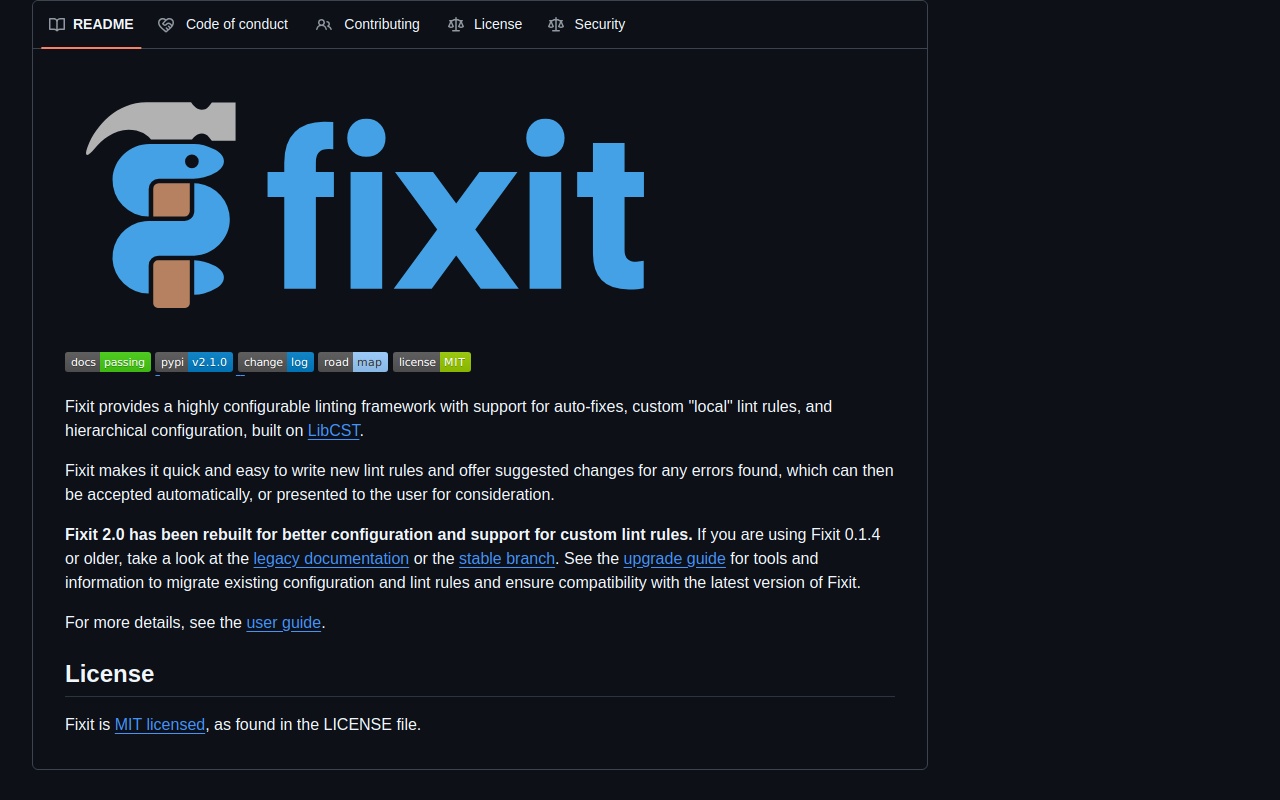 README Code of conduct Contributing License Security
fixit
docs passing pypi v2.1.0 change log road map license MIT
Fixit provides a highly configurable linting framework with support for auto-fixes, custom "local" lint rules, and
hierarchical configuration, built on LibCST.
Fixit makes it quick and easy to write new lint rules and offer suggested changes for any errors found, which can then
be accepted automatically, or presented to the user for consideration.
Fixit 2.0 has been rebuilt for better configuration and support for custom lint rules. If you are using Fixit 0.1.4
or older, take a look at the legacy documentation or the stable branch. See the upgrade guide for tools and
information to migrate existing configuration and lint rules and ensure compatibility with the latest version of Fixit.
For more details, see the user guide.
License
Fixit is MIT licensed, as found in the LICENSE file.